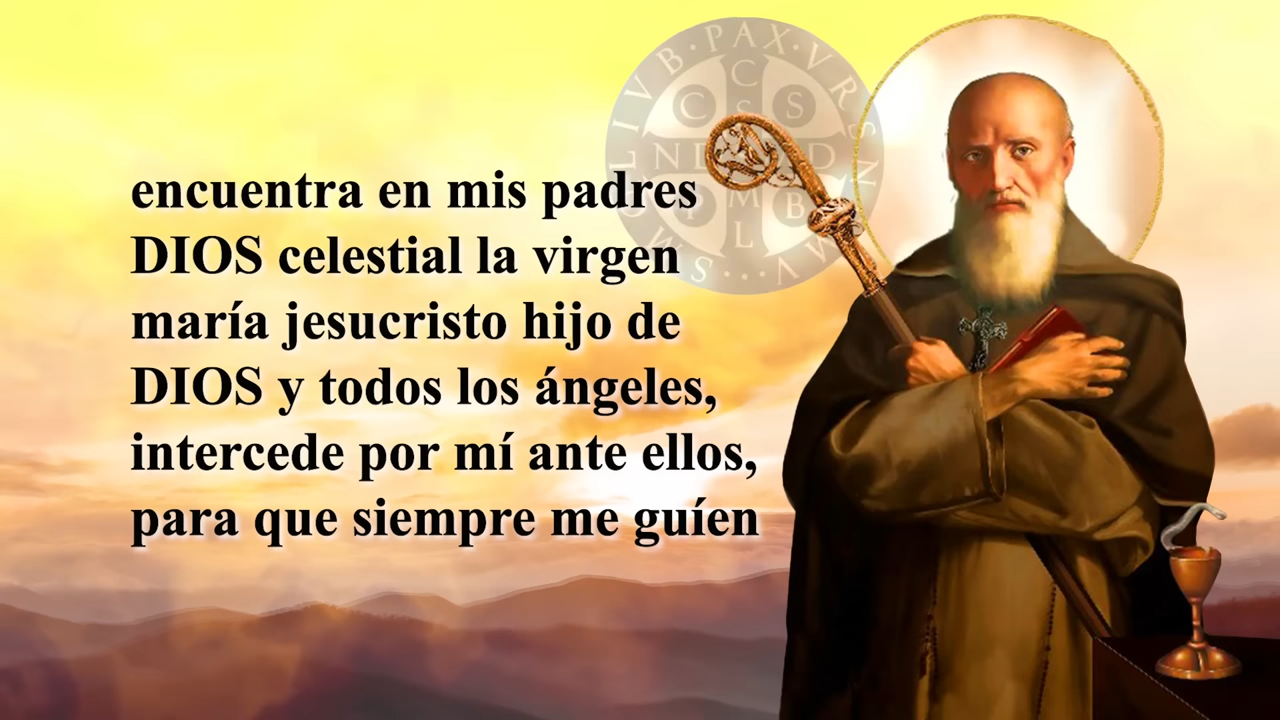 encuentra en mis padres
DIOS celestial la virgen
maría jesucristo hijo de
DIOS y todos los ángeles,
intercede por mí ante ellos,
para que siempre me guíen
PAX
C S